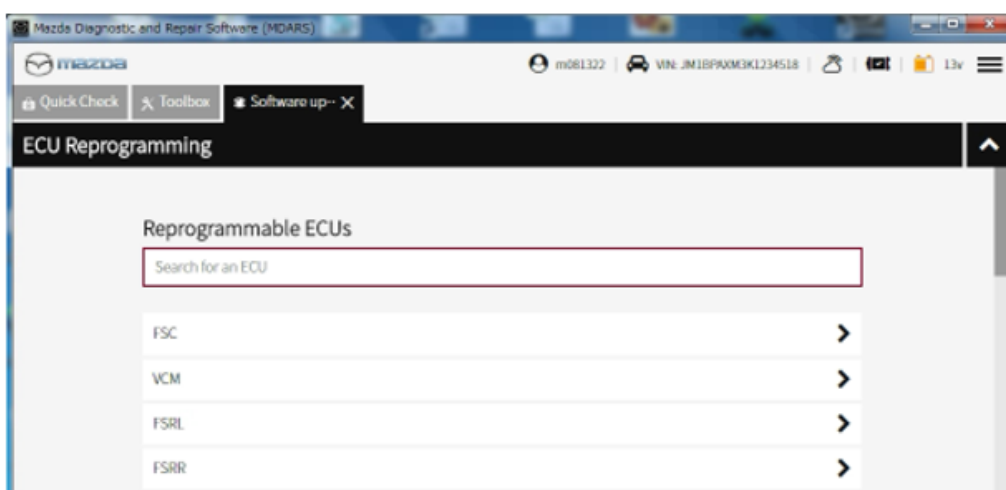 Mazda Diagnostic and Repair Software (MDARS)
mazda
m081322 | VIN: JM1BPAXM3K1234518 | 13v
Quick Check Toolbox Software up··
ECU Reprogramming
Reprogrammable ECUs
Search for an ECU
FSC
VCM
FSRL
FSRR